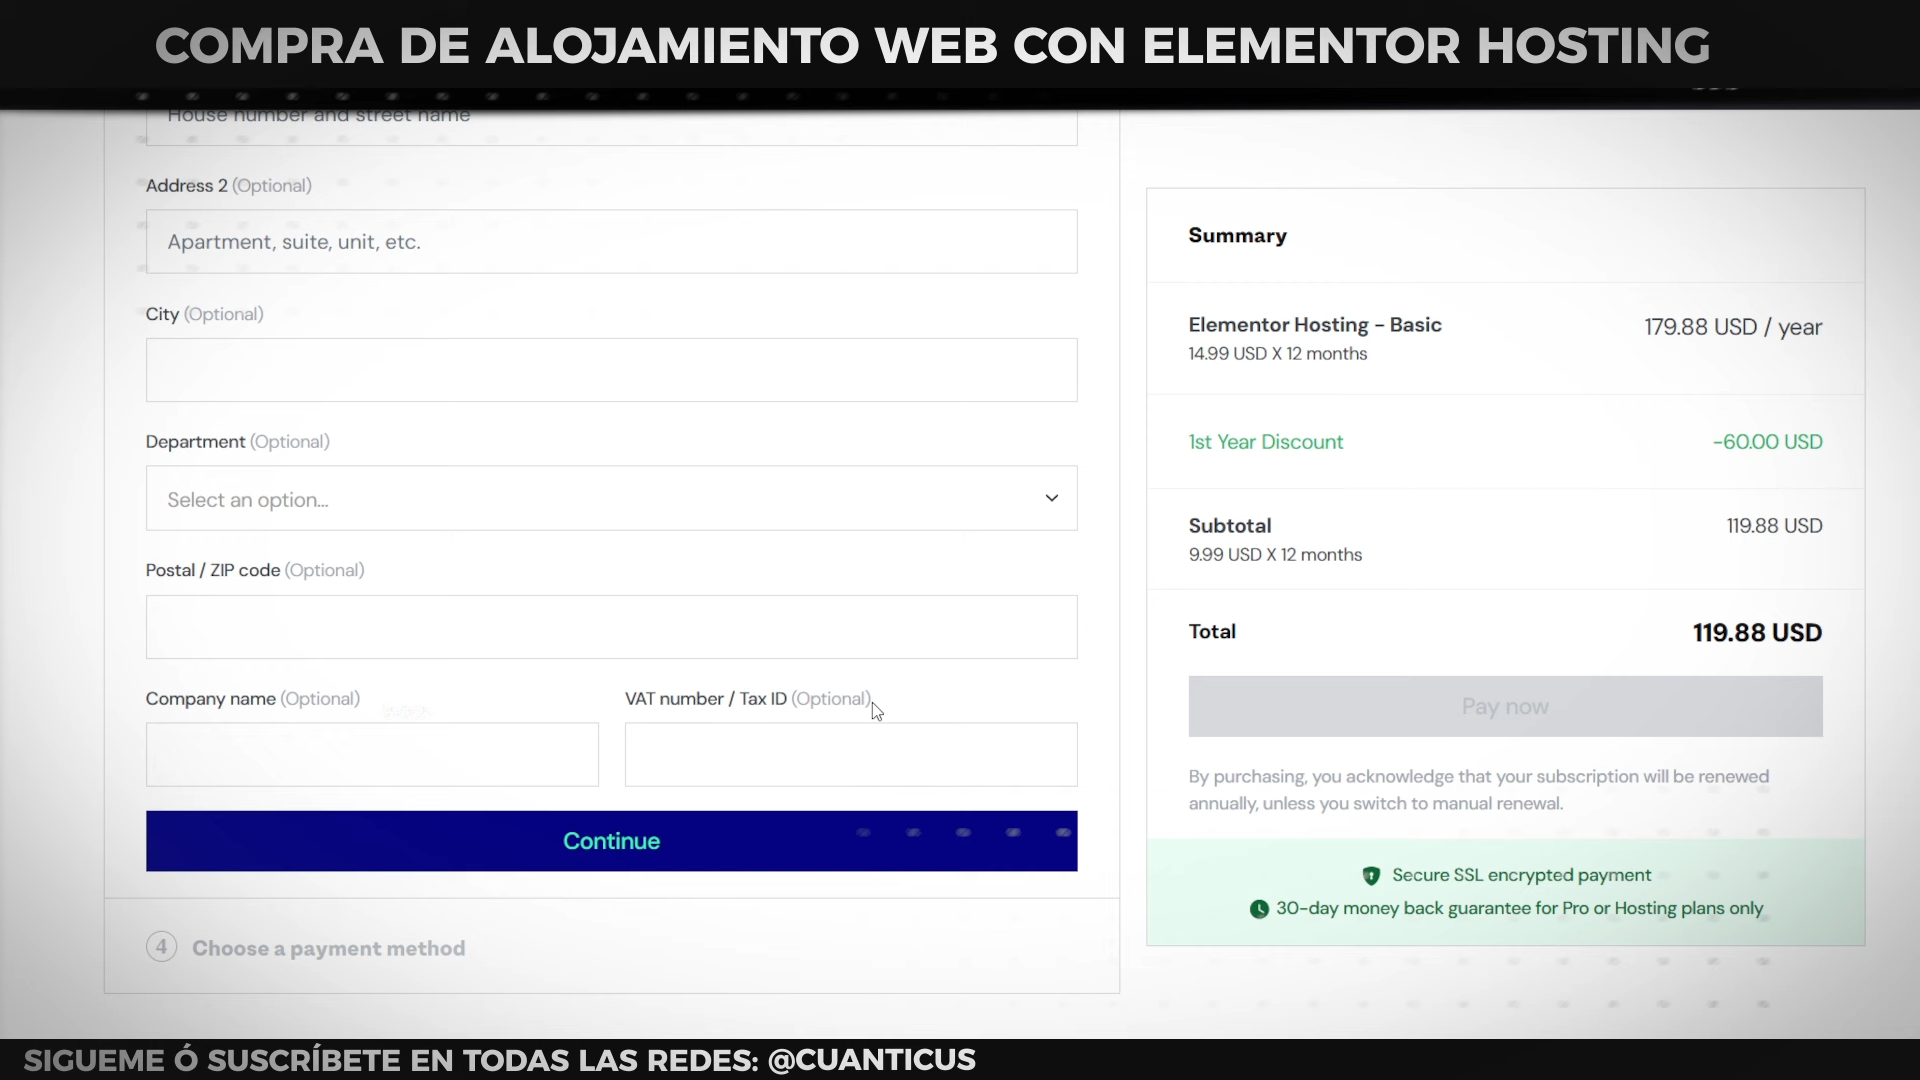 COMPRA DE ALOJAMIENTO WEB CON ELEMENTOR HOSTING
House number and street name
Address 2 (Optional)
Apartment, suite, unit, etc.
City (Optional)
Department (Optional)
Select an option...
Postal / ZIP code (Optional)
Company name (Optional)
VAT number / Tax ID (Optional)
Continue
4 Choose a payment method
Summary
Elementor Hosting - Basic 179.88 USD / year
14.99 USD X 12 months
1st Year Discount -60.00 USD
Subtotal 119.88 USD
9.99 USD X 12 months
Total 119.88 USD
Pay now
By purchasing, you acknowledge that your subscription will be renewed
annually, unless you switch to manual renewal.
Secure SSL encrypted payment
30-day money back guarantee for Pro or Hosting plans only
SIGUEME Ó SUSCRÍBETE EN TODAS LAS REDES: @CUANTICUS